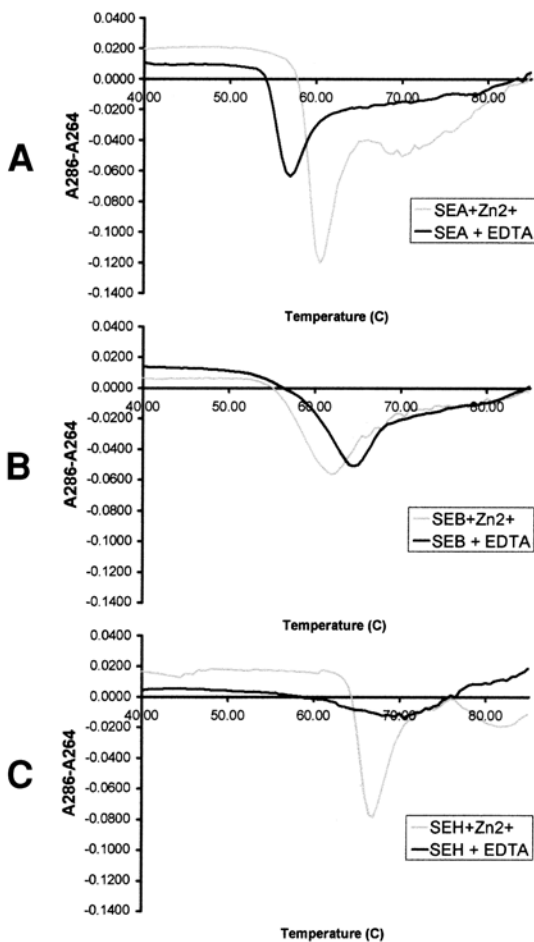 A
A286-A264
0.0400
0.0200
0.0000
-0.0200
-0.0400
-0.0600
-0.0800
-0.1000
-0.1200
-0.1400
40.00 50.00 60.00 70.00 80.00
SEA+Zn2+
SEA + EDTA
Temperature (C)
B
A286-A264
0.0400
0.0200
0.0000
-0.0200
-0.0400
-0.0600
-0.0800
-0.1000
-0.1200
-0.1400
40.00 50.00 60.00 70.00 80.00
SEB+Zn2+
SEB + EDTA
Temperature (C)
C
A286-A264
0.0400
0.0200
0.0000
-0.0200
-0.0400
-0.0600
-0.0800
-0.1000
-0.1200
-0.1400
40.00 50.00 60.00 70.00 80.00
SEH+Zn2+
SEH + EDTA
Temperature (C)